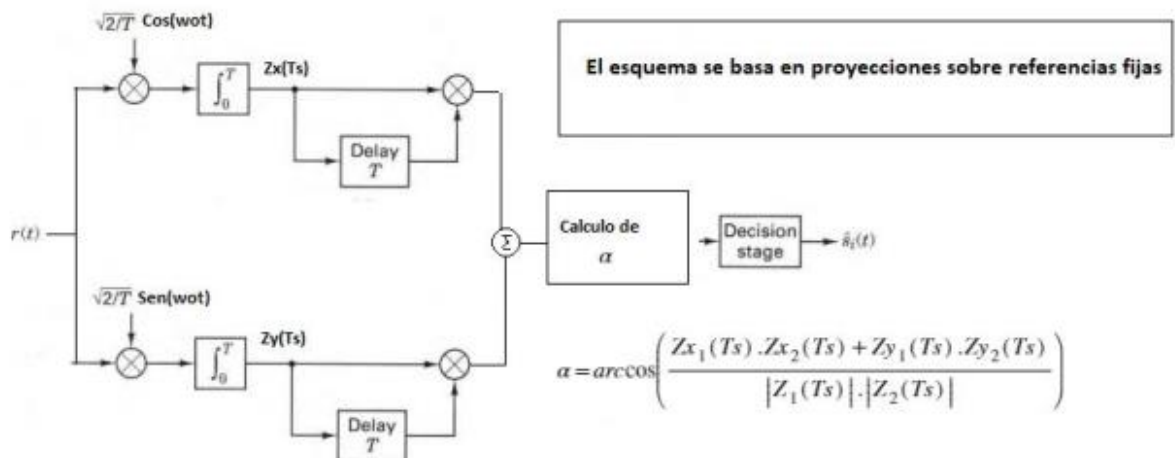 √2/T Cos(wot)
Zx(Ts)
∫₀ᵀ
El esquema se basa en proyecciones sobre referencias fijas
Delay
T
r(t)
Σ
Calculo de
α
Decision
stage
ŝᵢ(t)
√2/T Sen(wot)
Zy(Ts)
∫₀ᵀ
α = arccos( (Zx₁(Ts) .Zx₂(Ts) + Zy₁(Ts) .Zy₂(Ts)) / (|Z₁(Ts)| . |Z₂(Ts)|) )
Delay
T